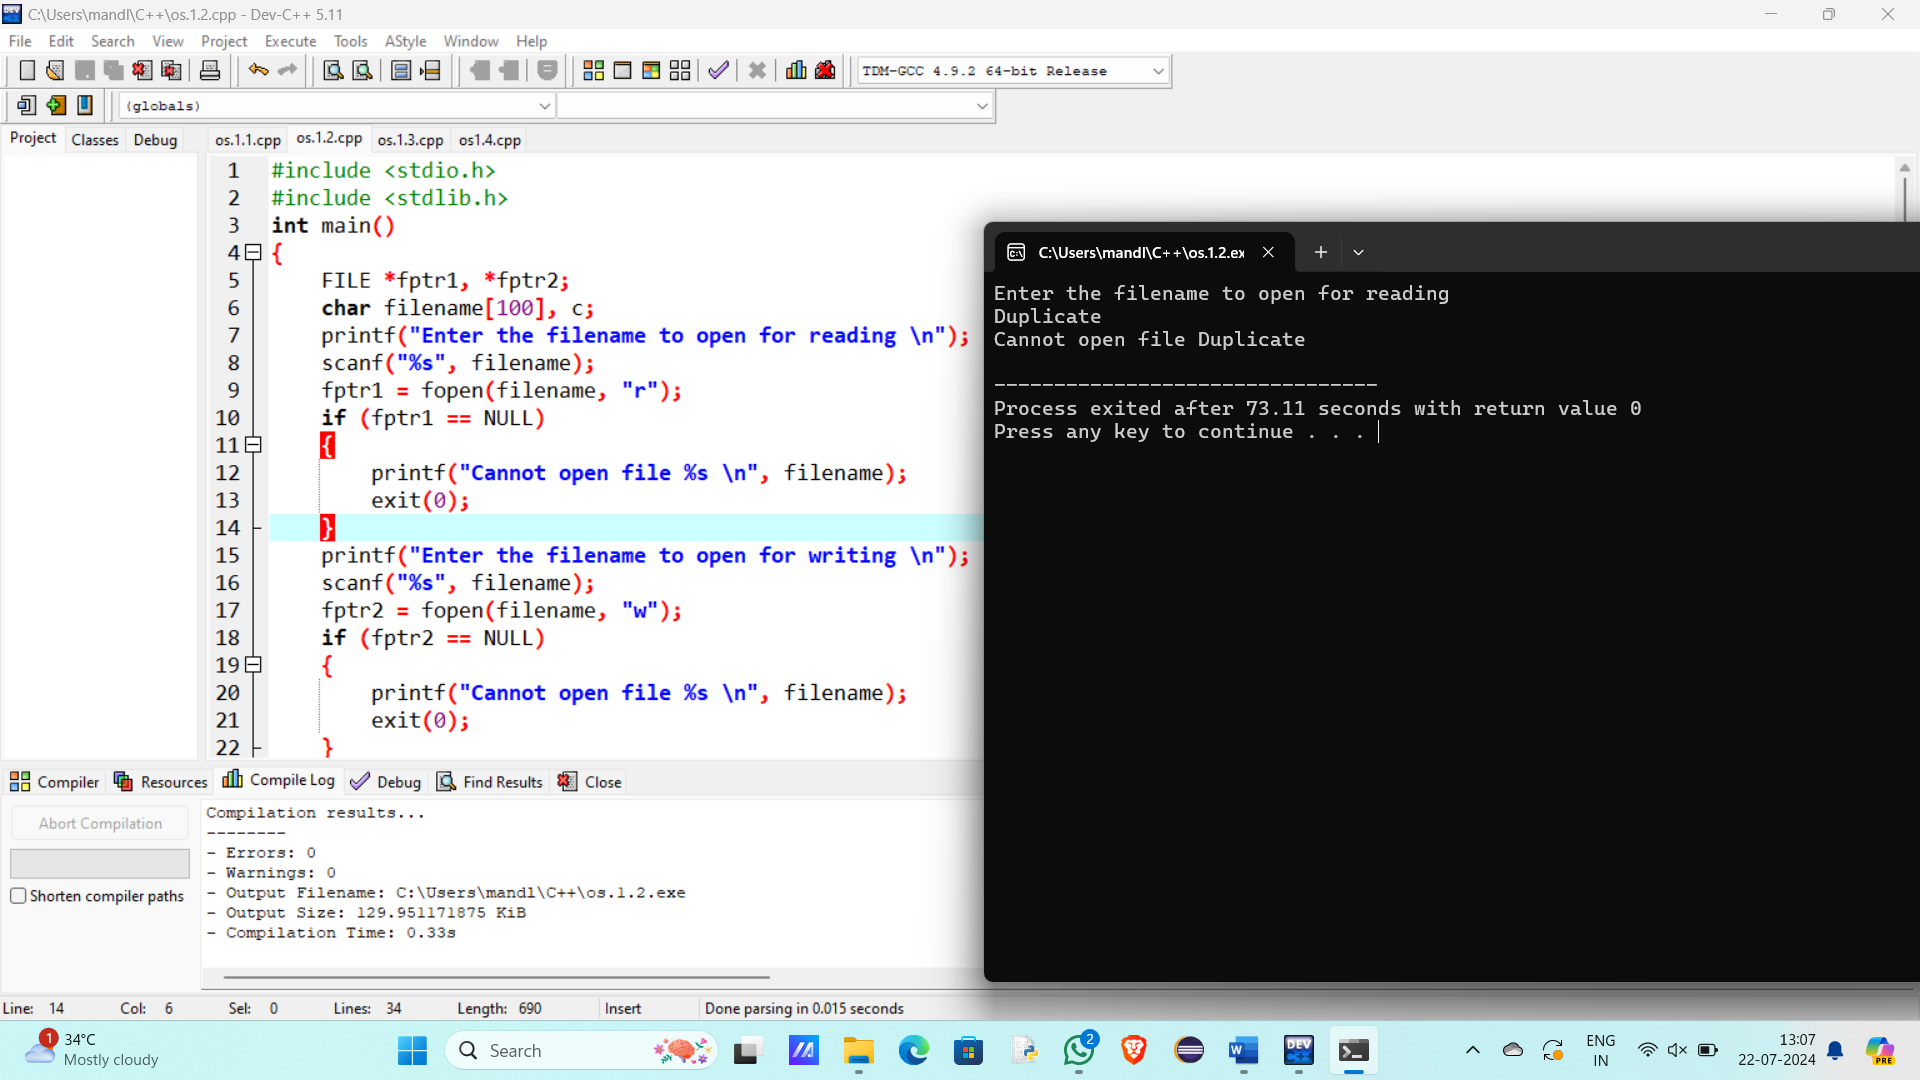 C:\Users\mandl\C++\os.1.2.cpp - Dev-C++ 5.11
File Edit Search View Project Execute Tools AStyle Window Help
TDM-GCC 4.9.2 64-bit Release
(globals)
Project Classes Debug os.1.1.cpp os.1.2.cpp os.1.3.cpp os1.4.cpp
1 #include <stdio.h>
2 #include <stdlib.h>
3 int main()
4 {
5 FILE *fptr1, *fptr2;
6 char filename[100], c;
7 printf("Enter the filename to open for reading \n");
8 scanf("%s", filename);
9 fptr1 = fopen(filename, "r");
10 if (fptr1 == NULL)
11 {
12 printf("Cannot open file %s \n", filename);
13 exit(0);
14 }
15 printf("Enter the filename to open for writing \n");
16 scanf("%s", filename);
17 fptr2 = fopen(filename, "w");
18 if (fptr2 == NULL)
19 {
20 printf("Cannot open file %s \n", filename);
21 exit(0);
22 }
C:\Users\mandl\C++\os.1.2.ex
Enter the filename to open for reading
Duplicate
Cannot open file Duplicate
--------------------------------
Process exited after 73.11 seconds with return value 0
Press any key to continue . . .
Compiler Resources Compile Log Debug Find Results Close
Abort Compilation
Shorten compiler paths
Compilation results...
--------
- Errors: 0
- Warnings: 0
- Output Filename: C:\Users\mandl\C++\os.1.2.exe
- Output Size: 129.951171875 KiB
- Compilation Time: 0.33s
Line: 14 Col: 6 Sel: 0 Lines: 34 Length: 690 Insert Done parsing in 0.015 seconds
1
34°C
Mostly cloudy
Search
2
W
DEV
C++
ENG
IN
13:07
22-07-2024
PRE